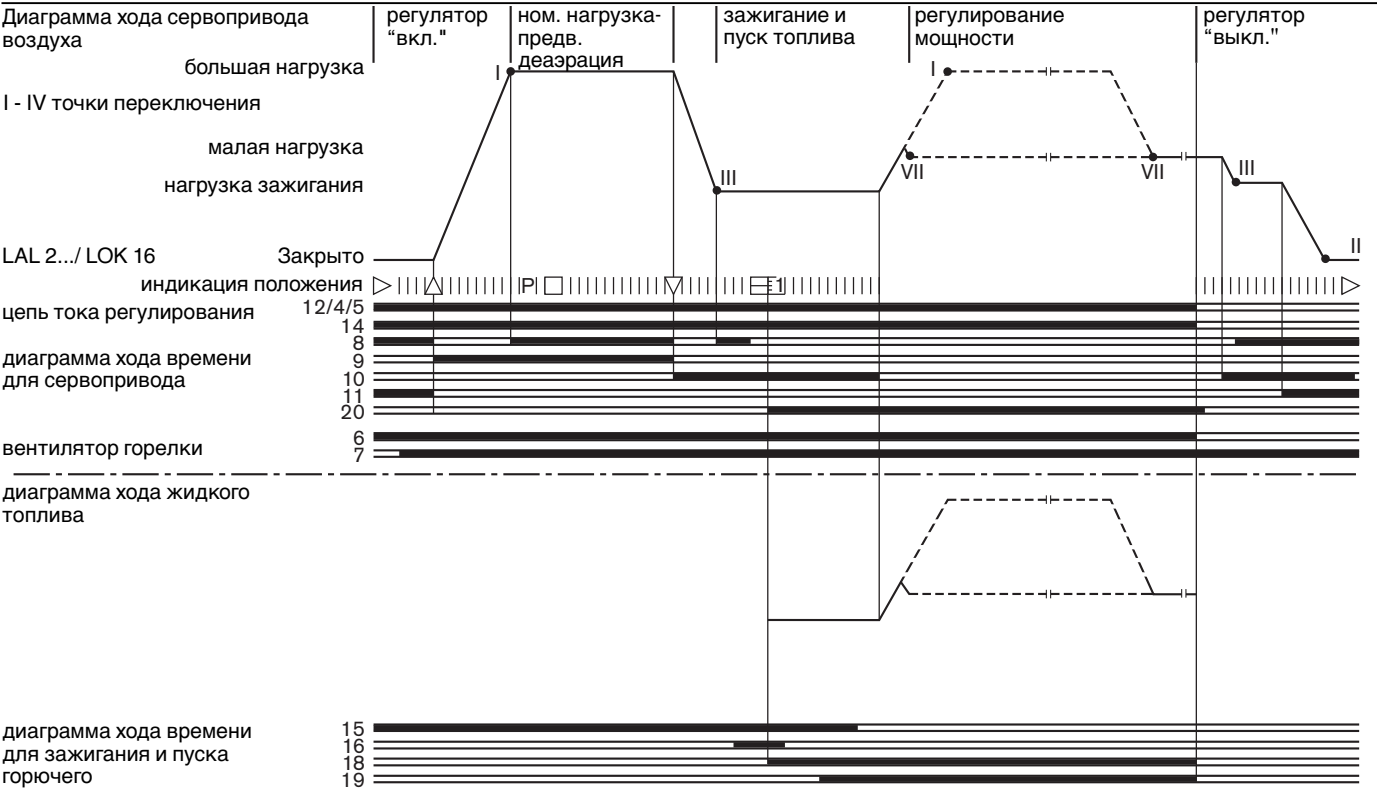 Диаграмма хода сервопривода
воздуха
регулятор
“вкл."
ном. нагрузка-
предв.
деаэрация
зажигание и
пуск топлива
регулирование
мощности
регулятор
“выкл.”
большая нагрузка
I
I
I - IV точки переключения
малая нагрузка
VII
VII
нагрузка зажигания
III
III
LAL 2.../ LOK 16
Закрыто
II
индикация положения
P
1
цепь тока регулирования
12/4/5
14
8
диаграмма хода времени
для сервопривода
9
10
11
20
вентилятор горелки
6
7
диаграмма хода жидкого
топлива
диаграмма хода времени
для зажигания и пуска
горючего
15
16
18
19